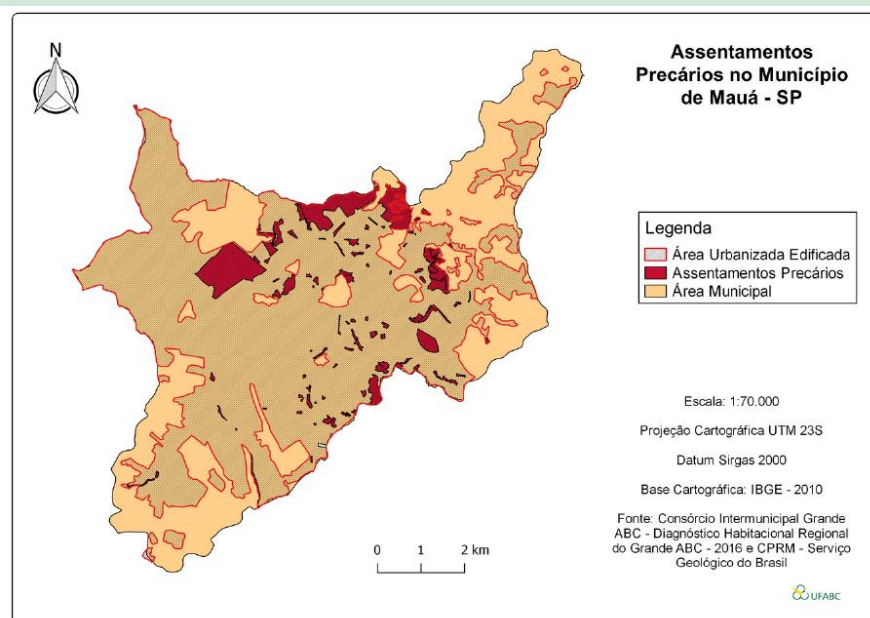 N
Assentamentos
Precários no Município
de Mauá - SP
Legenda
Área Urbanizada Edificada
Assentamentos Precários
Área Municipal
Escala: 1:70.000
Projeção Cartográfica UTM 23S
Datum Sirgas 2000
Base Cartográfica: IBGE - 2010
Fonte: Consórcio Intermunicipal Grande
ABC - Diagnóstico Habitacional Regional
do Grande ABC - 2016 e CPRM - Serviço
Geológico do Brasil
0 1 2 km
UFABC